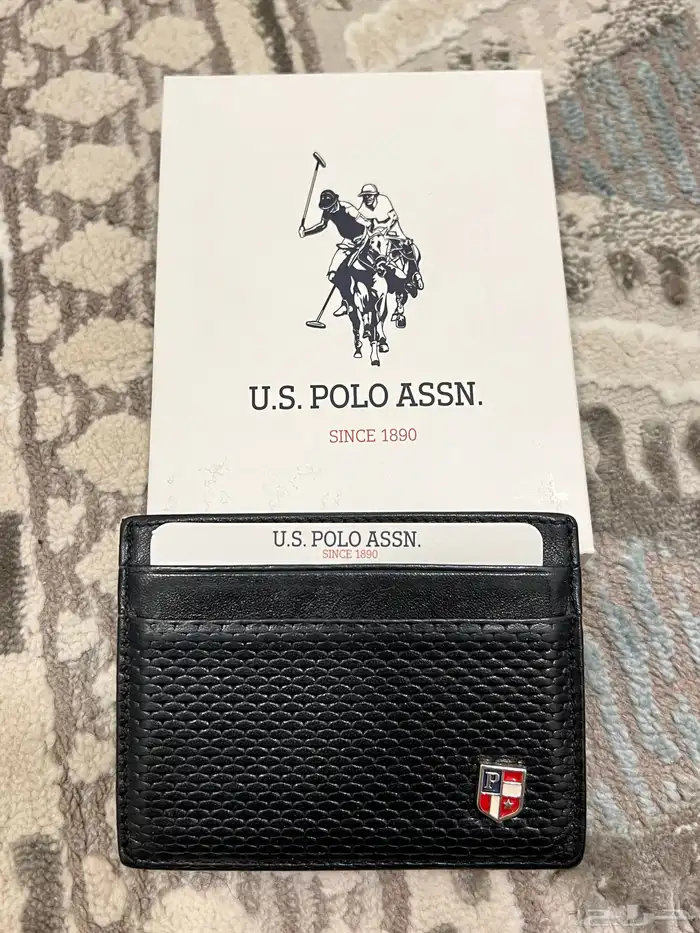 U.S. POLO ASSN.
SINCE 1890
U.S. POLO ASSN.
SINCE 1890
P